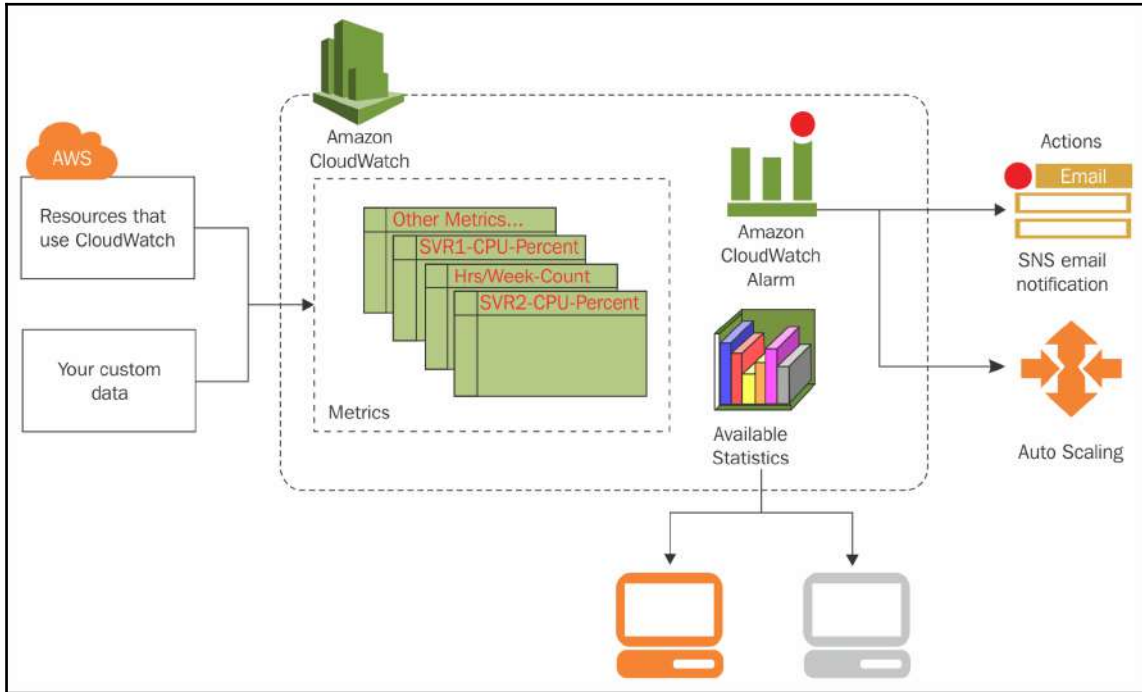 Amazon
CloudWatch
AWS
Resources that
use CloudWatch
Your custom
data
Other Metrics...
SVR1-CPU-Percent
Hrs/Week-Count
SVR2-CPU-Percent
Metrics
Amazon
CloudWatch
Alarm
Available
Statistics
Actions
Email
SNS email
notification
Auto Scaling